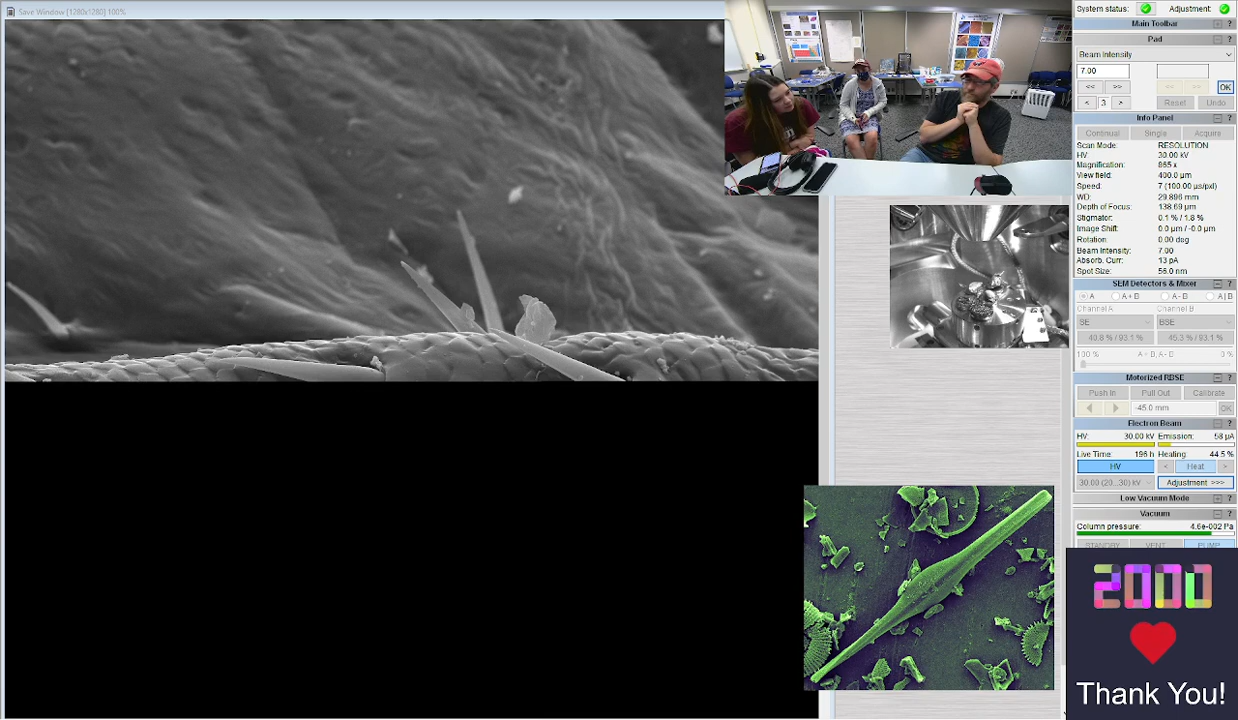 Save Window [1280x1280] 100%
System status: Adjustment:
Main Toolbar ?
Pad ?
Beam Intensity
7.00
<< >> << >> OK
< 3 > Reset Undo
Info Panel ?
Continual Single Acquire
Scan Mode: RESOLUTION
HV: 30.00 kV
Magnification: 865 x
View field: 400.0 µm
Speed: 7 (100.00 µs/pxl)
WD: 29.896 mm
Depth of Focus: 138.69 µm
Stigmator: 0.1 % / 1.8 %
Image Shift: 0.0 µm / -0.0 µm
Rotation: 0.00 deg
Beam Intensity: 7.00
Absorb. Curr: 13 pA
Spot Size: 56.0 nm
SEM Detectors & Mixer ?
A A + B A - B A | B
Channel A Channel B
SE BSE
40.8 % / 93.1 % 45.3 % / 93.1 %
100 % A + B, A - B 0 %
Motorized RBSE ?
Push In Pull Out Calibrate
-45.0 mm OK
Electron Beam ?
HV: 30.00 kV Emission: 58 µA
Live Time: 196 h Heating: 44.5 %
HV < Heat >
30.00 (20...30) kV Adjustment >>>
Low Vacuum Mode ?
Vacuum ?
Column pressure: 4.6e-002 Pa
STANDBY VENT PUMP
2000
Thank You!